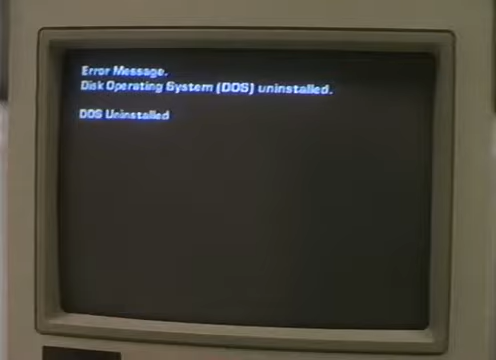 Error Message.
Disk Operating System (DOS) uninstalled.
DOS Uninstalled